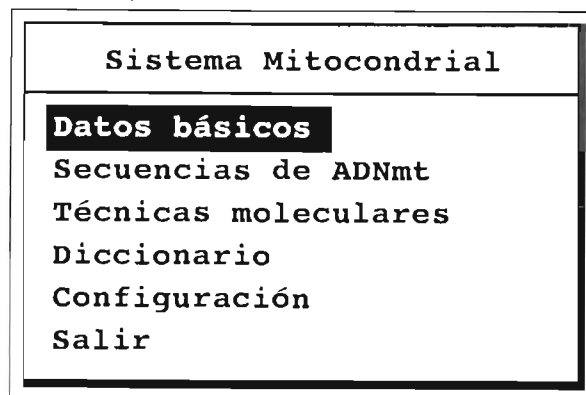 Sistema Mitocondrial
Datos básicos
Secuencias de ADNmt
Técnicas moleculares
Diccionario
Configuración
Salir